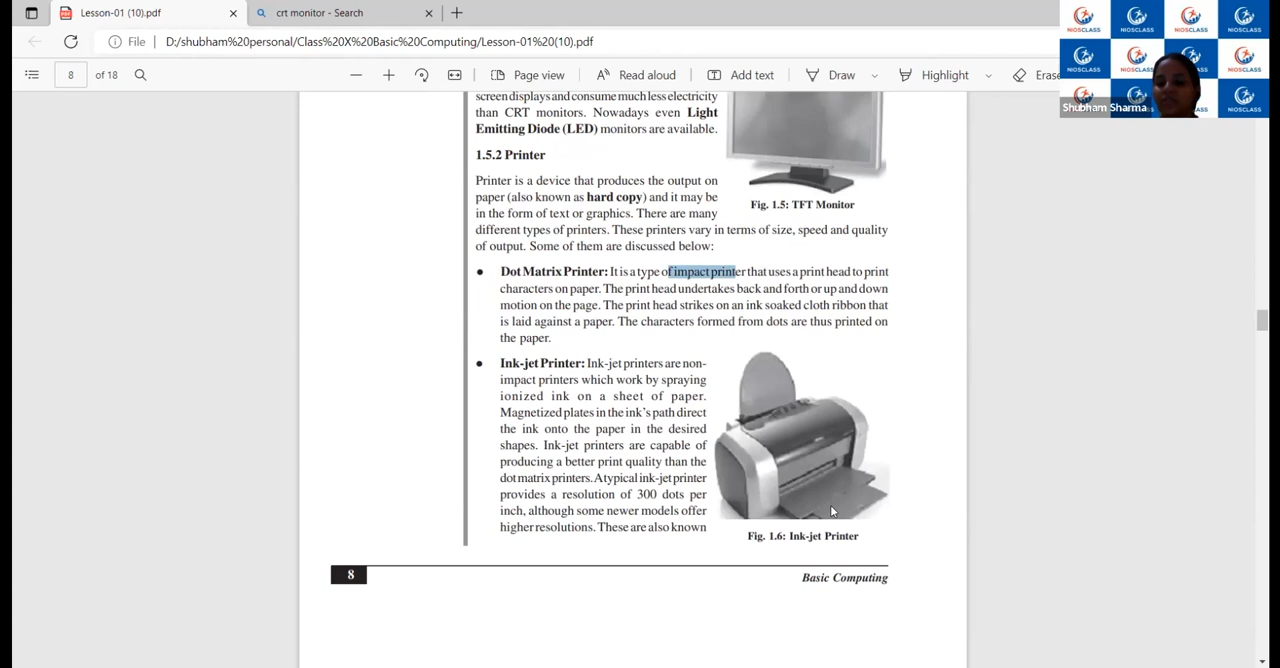 Lesson-01 (10).pdf
crt monitor - Search
File D:/shubham%20personal/Class%20X%20Basic%20Computing/Lesson-01%20(10).pdf
8 of 18
Page view
Read aloud
Add text
Draw
Highlight
Erase
NIOSCLASS NIOSCLASS NIOSCLASS NIOSCLASS
NIOSCLASS NIOSCLASS NIOSCLASS
Shubham Sharma
NIOSCLASS
screen displays and consume much less electricity
than CRT monitors. Nowadays even Light
Emitting Diode (LED) monitors are available.
1.5.2 Printer
Printer is a device that produces the output on
paper (also known as hard copy) and it may be
in the form of text or graphics. There are many
different types of printers. These printers vary in terms of size, speed and quality
of output. Some of them are discussed below:
Fig. 1.5: TFT Monitor
● Dot Matrix Printer: It is a type of impact printer that uses a print head to print
characters on paper. The print head undertakes back and forth or up and down
motion on the page. The print head strikes on an ink soaked cloth ribbon that
is laid against a paper. The characters formed from dots are thus printed on
the paper.
● Ink-jet Printer: Ink-jet printers are non-
impact printers which work by spraying
ionized ink on a sheet of paper.
Magnetized plates in the ink's path direct
the ink onto the paper in the desired
shapes. Ink-jet printers are capable of
producing a better print quality than the
dot matrix printers. A typical ink-jet printer
provides a resolution of 300 dots per
inch, although some newer models offer
higher resolutions. These are also known
Fig. 1.6: Ink-jet Printer
8
Basic Computing